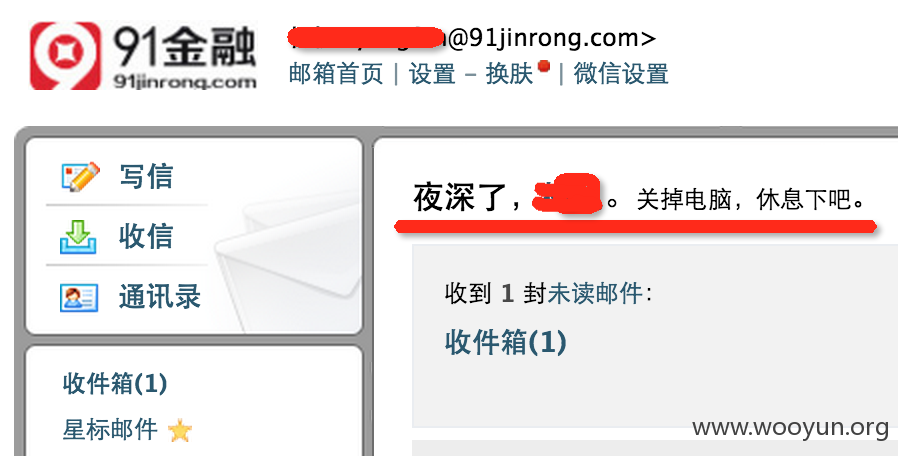 91金融
91jinrong.com
@91jinrong.com>
邮箱首页 | 设置 - 换肤 | 微信设置
写信
收信
通讯录
夜深了, 。关掉电脑，休息下吧。
收到 1 封未读邮件:
收件箱(1)
收件箱(1)
星标邮件
www.wooyun.org